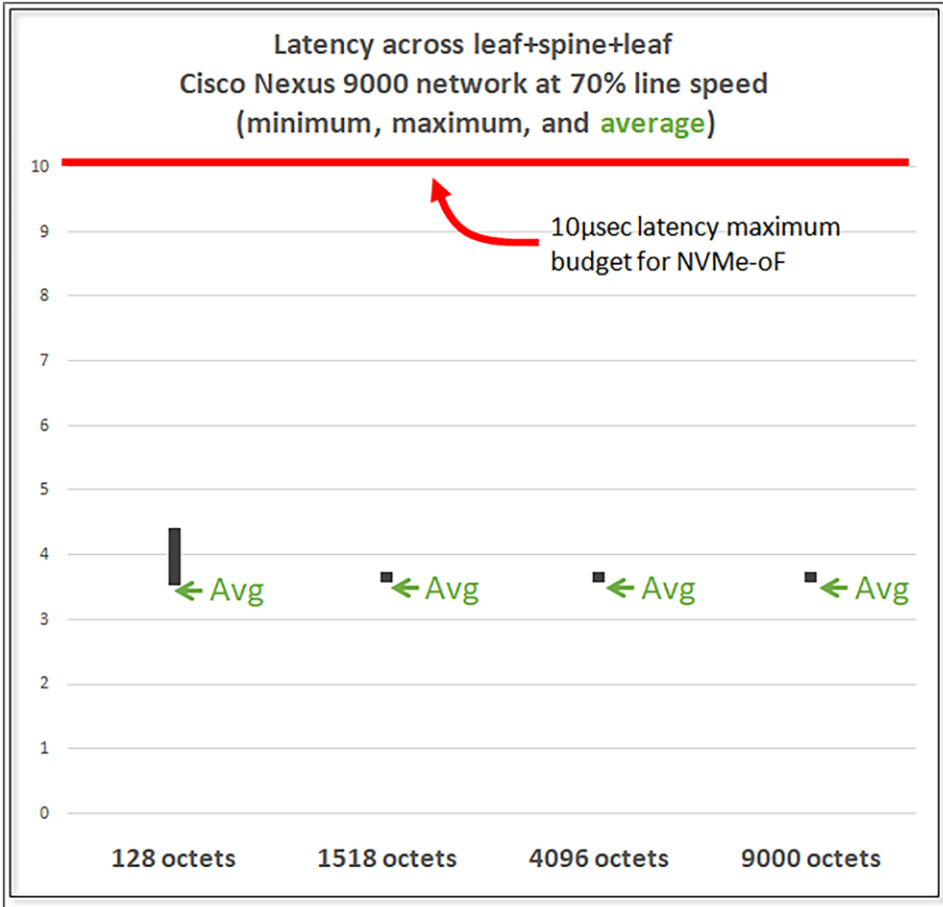 Latency across leaf+spine+leaf
Cisco Nexus 9000 network at 70% line speed
(minimum, maximum, and average)
10
9
10µsec latency maximum
budget for NVMe-oF
8
7
6
5
4
Avg
Avg
Avg
Avg
3
2
1
0
128 octets
1518 octets
4096 octets
9000 octets